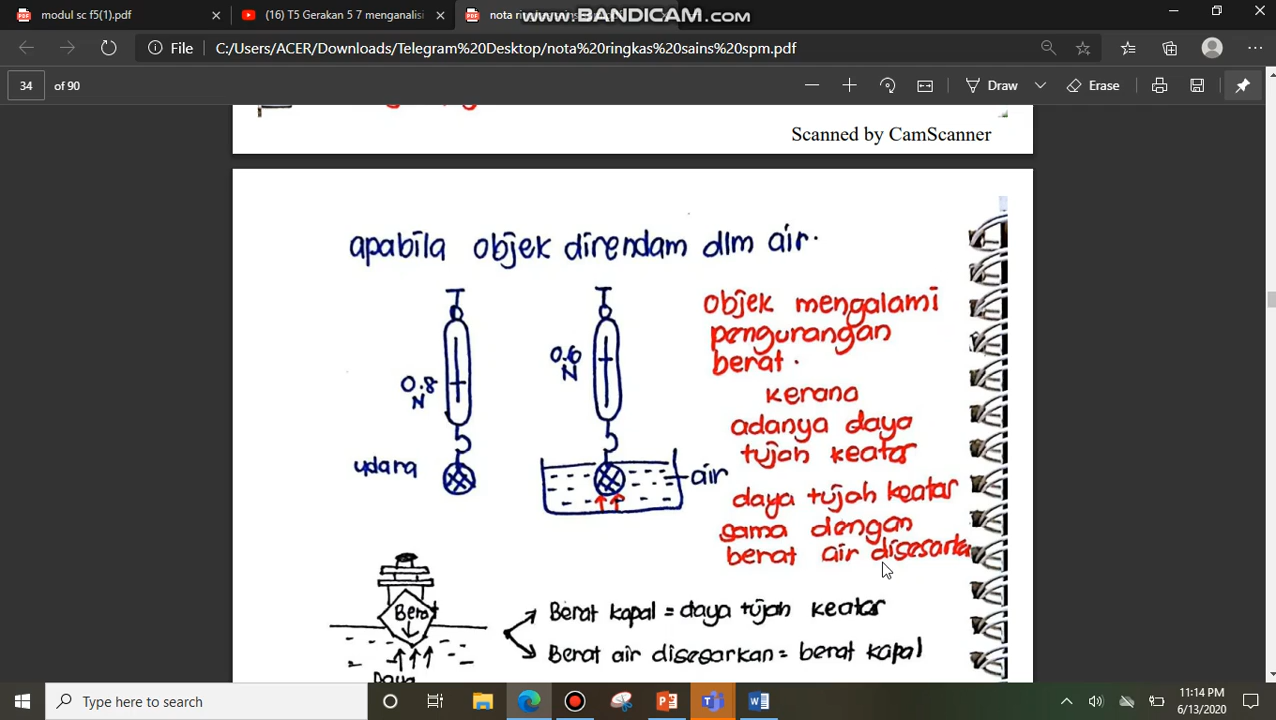 www.BANDICAM.com
modul sc f5(1).pdf
(16) T5 Gerakan 5 7 menganalisi
nota ri
File
C:/Users/ACER/Downloads/Telegram%20Desktop/nota%20ringkas%20sains%20spm.pdf
34
of 90
Draw
Erase
Scanned by CamScanner
apabila objek direndam dlm air.
objek mengalami
pengurangan
berat.
kerana
adanya daya
tujah keatas
daya tujah keatas
sama dengan
berat air disesarka
0.8
N
udara
0.6
N
air
Berat
Daya
Berat kapal = daya tujah keatas
Berat air disesarkan = berat kapal
Type here to search
11:14 PM
6/13/2020